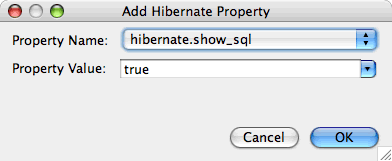 Add Hibernate Property
Property Name: hibernate.show_sql
Property Value: true
Cancel OK